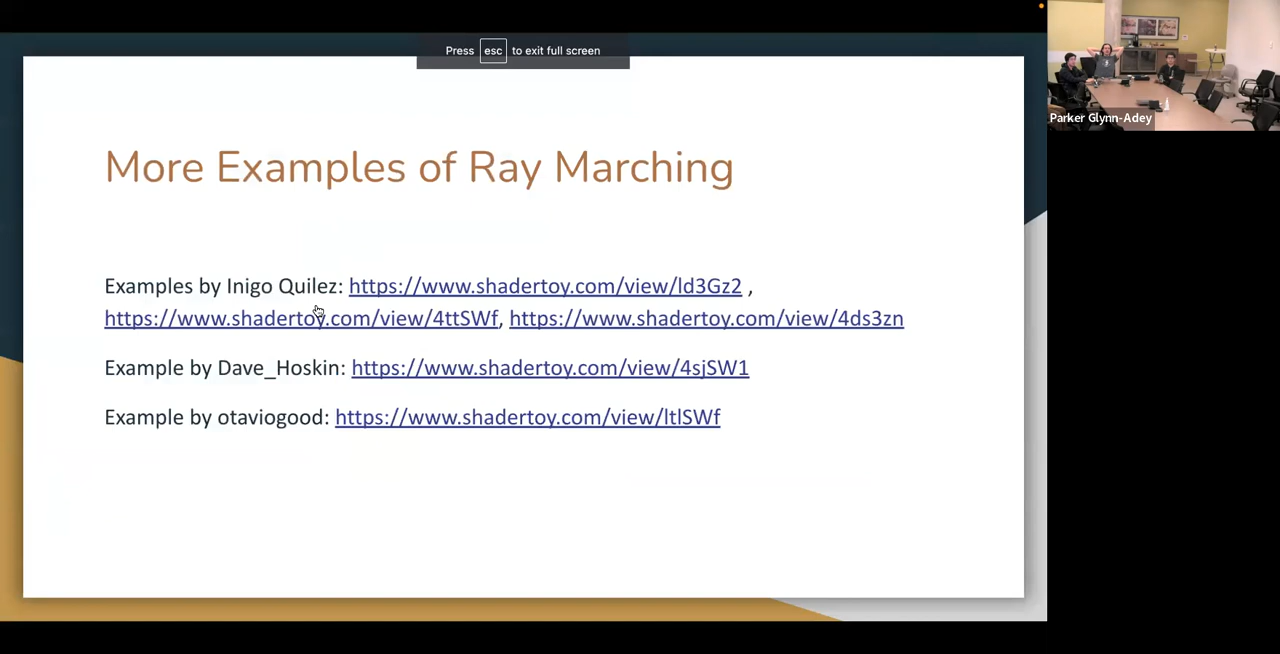 Press esc to exit full screen
Parker Glynn-Adey
More Examples of Ray Marching
Examples by Inigo Quilez: https://www.shadertoy.com/view/ld3Gz2 ,
https://www.shadertoy.com/view/4ttSWf, https://www.shadertoy.com/view/4ds3zn
Example by Dave_Hoskin: https://www.shadertoy.com/view/4sjSW1
Example by otaviogood: https://www.shadertoy.com/view/ltlSWf